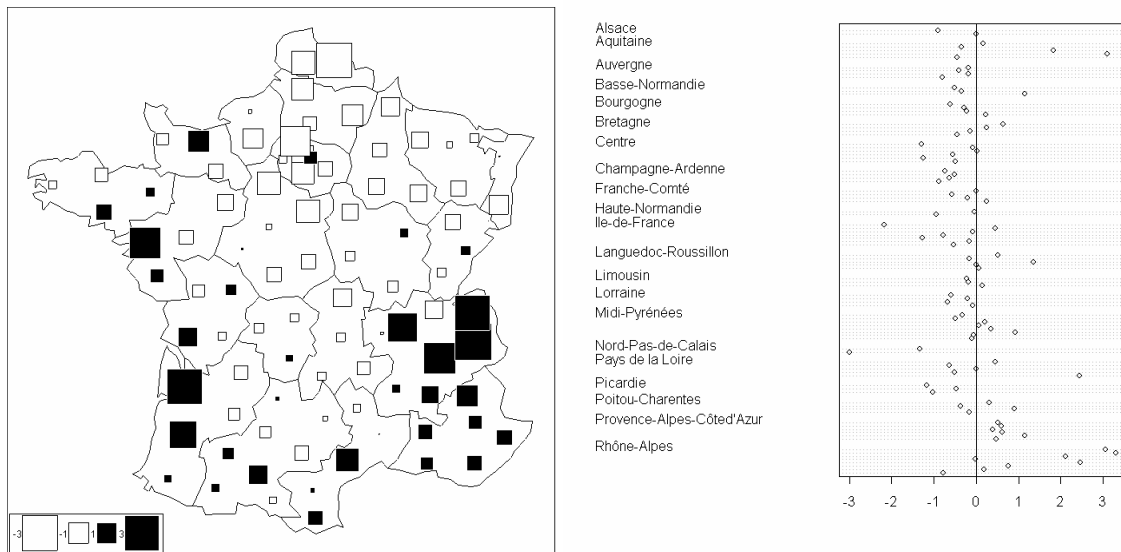 -3 -1 1 3
Alsace
Aquitaine
Auvergne
Basse-Normandie
Bourgogne
Bretagne
Centre
Champagne-Ardenne
Franche-Comté
Haute-Normandie
Ile-de-France
Languedoc-Roussillon
Limousin
Lorraine
Midi-Pyrénées
Nord-Pas-de-Calais
Pays de la Loire
Picardie
Poitou-Charentes
Provence-Alpes-Côted'Azur
Rhône-Alpes
-3 -2 -1 0 1 2 3